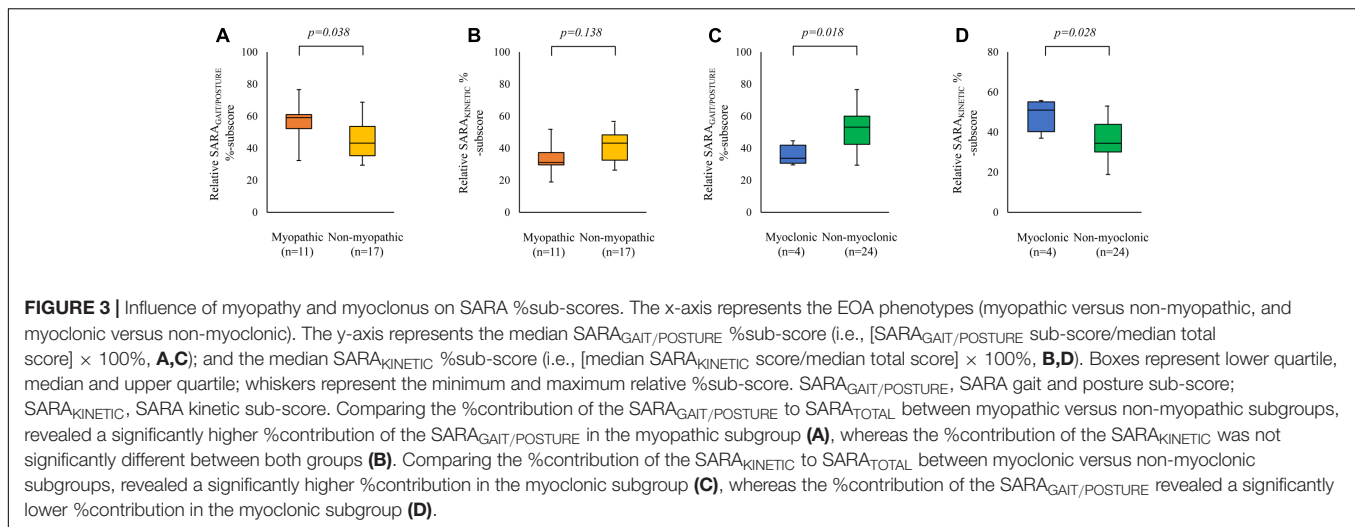 A
p=0.038
Relative SARAGAIT/POSTURE
%-subscore
100
80
60
40
20
0
Myopathic
(n=11)
Non-myopathic
(n=17)
B
p=0.138
Relative SARAKINETIC %
-subscore
100
80
60
40
20
0
Myopathic
(n=11)
Non-myopathic
(n=17)
C
p=0.018
Relative SARAGAIT/POSTURE
%-subscore
100
80
60
40
20
0
Myoclonic
(n=4)
Non-myoclonic
(n=24)
D
p=0.028
Relative SARAKINETIC %
-subscore
80
60
40
20
0
Myoclonic
(n=4)
Non-myoclonic
(n=24)
FIGURE 3 | Influence of myopathy and myoclonus on SARA %sub-scores. The x-axis represents the EOA phenotypes (myopathic versus non-myopathic, and
myoclonic versus non-myoclonic). The y-axis represents the median SARAGAIT/POSTURE %sub-score (i.e., [SARAGAIT/POSTURE sub-score/median total
score] × 100%, A,C); and the median SARAKINETIC %sub-score (i.e., [median SARAKINETIC score/median total score] × 100%, B,D). Boxes represent lower quartile,
median and upper quartile; whiskers represent the minimum and maximum relative %sub-score. SARAGAIT/POSTURE, SARA gait and posture sub-score;
SARAKINETIC, SARA kinetic sub-score. Comparing the %contribution of the SARAGAIT/POSTURE to SARATOTAL between myopathic versus non-myopathic subgroups,
revealed a significantly higher %contribution of the SARAGAIT/POSTURE in the myopathic subgroup (A), whereas the %contribution of the SARAKINETIC was not
significantly different between both groups (B). Comparing the %contribution of the SARAKINETIC to SARATOTAL between myoclonic versus non-myoclonic
subgroups, revealed a significantly higher %contribution in the myoclonic subgroup (C), whereas the %contribution of the SARAGAIT/POSTURE revealed a significantly
lower %contribution in the myoclonic subgroup (D).